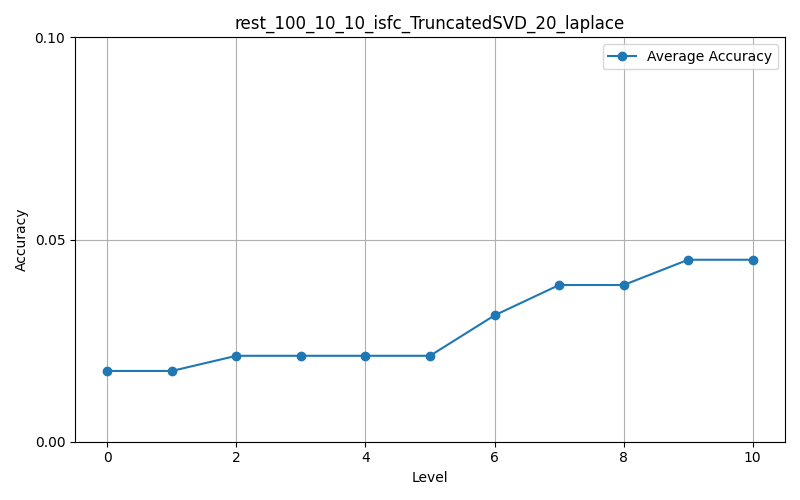 rest_100_10_10_isfc_TruncatedSVD_20_laplace
Average Accuracy
Accuracy
0.10
0.05
0.00
0 2 4 6 8 10
Level